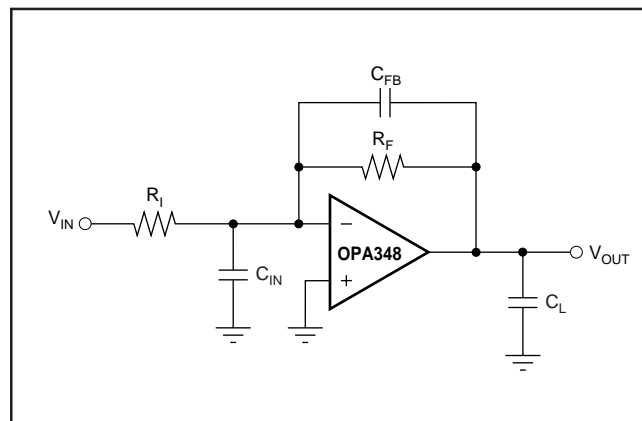 C_FB
R_F
R_I
V_IN
−
OPA348
V_OUT
+
C_IN
C_L